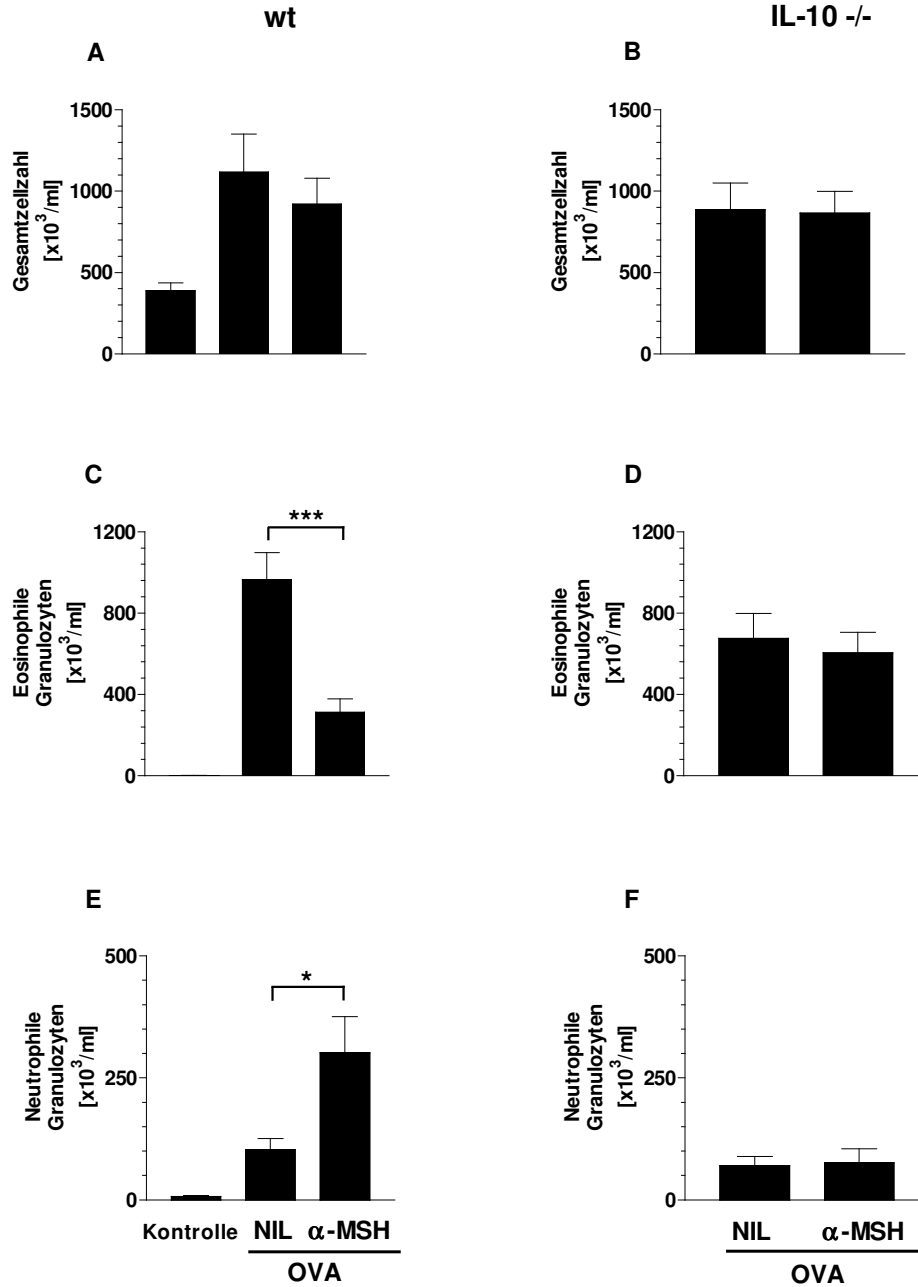 wt
IL-10 -/-
A
B
Gesamtzellzahl
[x10³/ml]
1500
1000
500
0
Gesamtzellzahl
[x10³/ml]
1500
1000
500
0
C
D
Eosinophile
Granulozyten
[x10³/ml]
1200
800
400
0
***
Eosinophile
Granulozyten
[x10³/ml]
1200
800
400
0
E
F
Neutrophile
Granulozyten
[x10³/ml]
500
250
0
*
Kontrolle NIL α-MSH
OVA
Neutrophile
Granulozyten
[x10³/ml]
500
250
0
NIL α-MSH
OVA